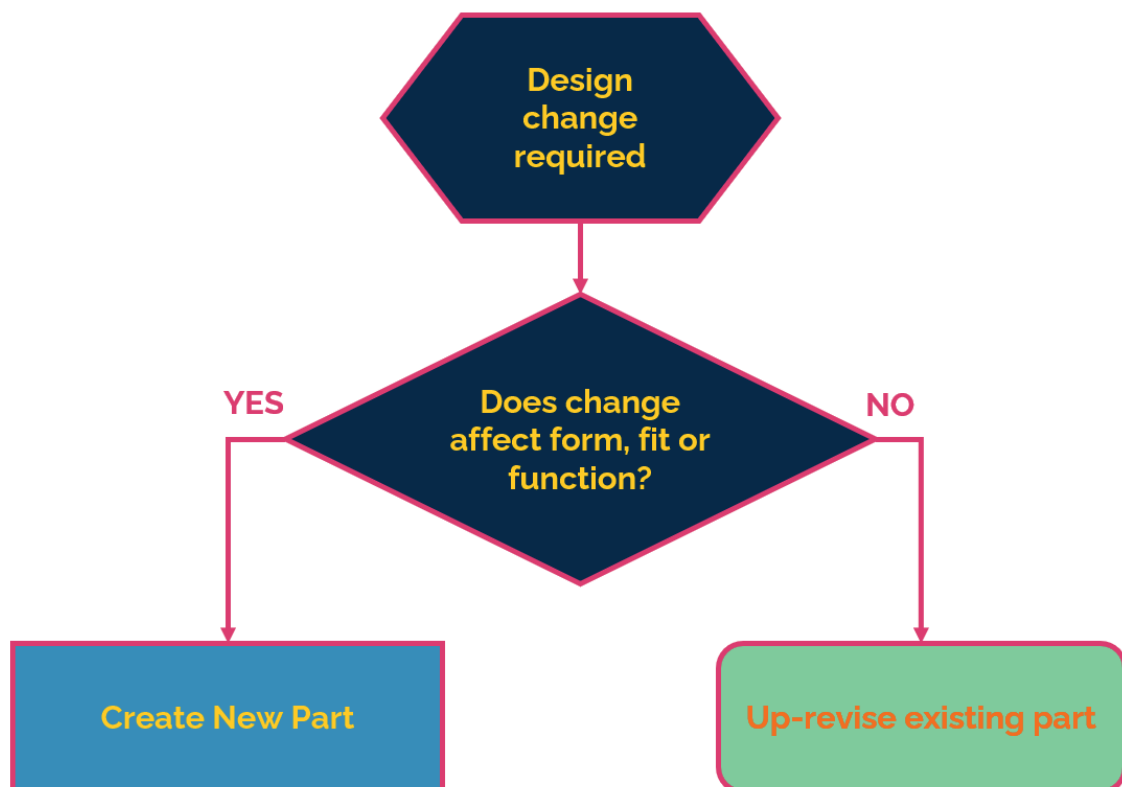 Design
change
required
YES
Does change
affect form, fit or
function?
NO
Create New Part
Up-revise existing part